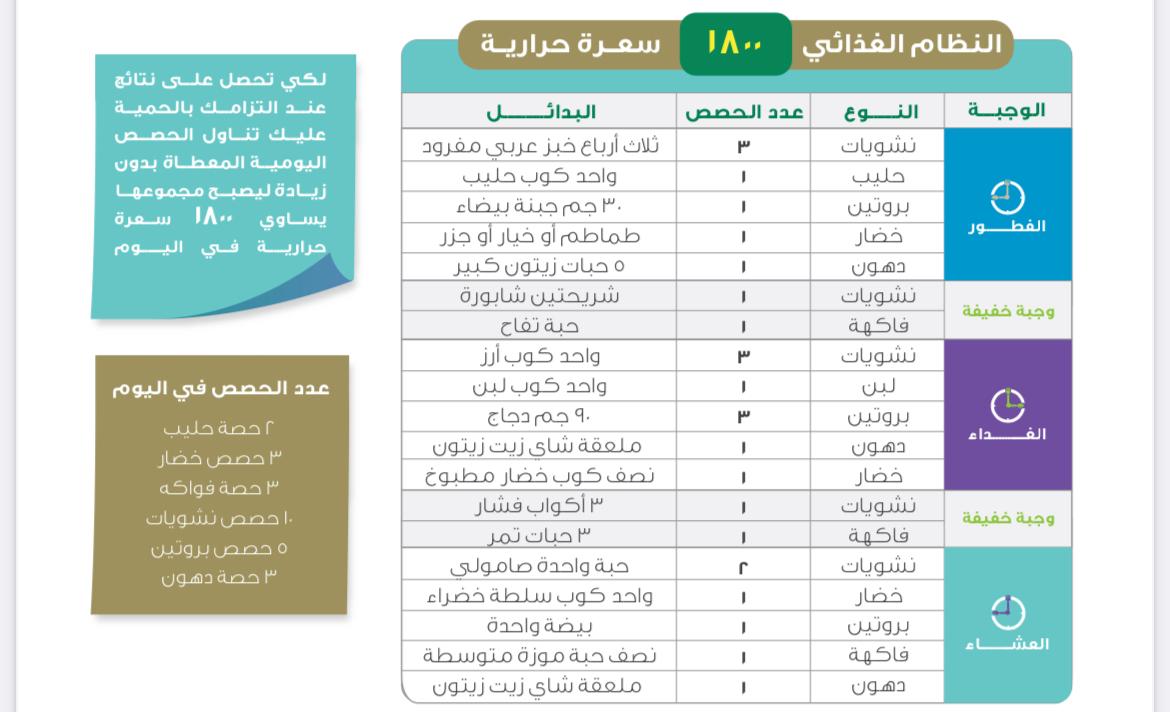 النظام الغذائي ١٨٠٠ سعرة حرارية
الوجبة النوع عدد الحصص البدائل
الفطور
نشويات ٣ ثلاث أرباع خبز عربي مفرود
حليب ١ واحد كوب حليب
بروتين ١ ٣٠ جم جبنة بيضاء
خضار ١ طماطم أو خيار أو جزر
دهون ١ ٥ حبات زيتون كبير
وجبة خفيفة
نشويات ١ شريحتين شابورة
فاكهة ١ حبة تفاح
الغداء
نشويات ٣ واحد كوب أرز
لبن ١ واحد كوب لبن
بروتين ٣ ٩٠ جم دجاج
دهون ١ ملعقة شاي زيت زيتون
خضار ١ نصف كوب خضار مطبوخ
وجبة خفيفة
نشويات ١ ٣ أكواب فشار
فاكهة ١ ٣ حبات تمر
العشاء
نشويات ٢ حبة واحدة صامولي
خضار ١ واحد كوب سلطة خضراء
بروتين ١ بيضة واحدة
فاكهة ١ نصف حبة موزة متوسطة
دهون ١ ملعقة شاي زيت زيتون
لكي تحصل على نتائج
عند التزامك بالحمية
عليك تناول الحصص
اليومية المعطاة بدون
زيادة ليصبح مجموعها
يساوي ١٨٠٠ سعرة
حرارية في اليوم
عدد الحصص في اليوم
٢ حصة حليب
٣ حصص خضار
٣ حصة فواكه
١٠ حصص نشويات
٥ حصص بروتين
٣ حصة دهون